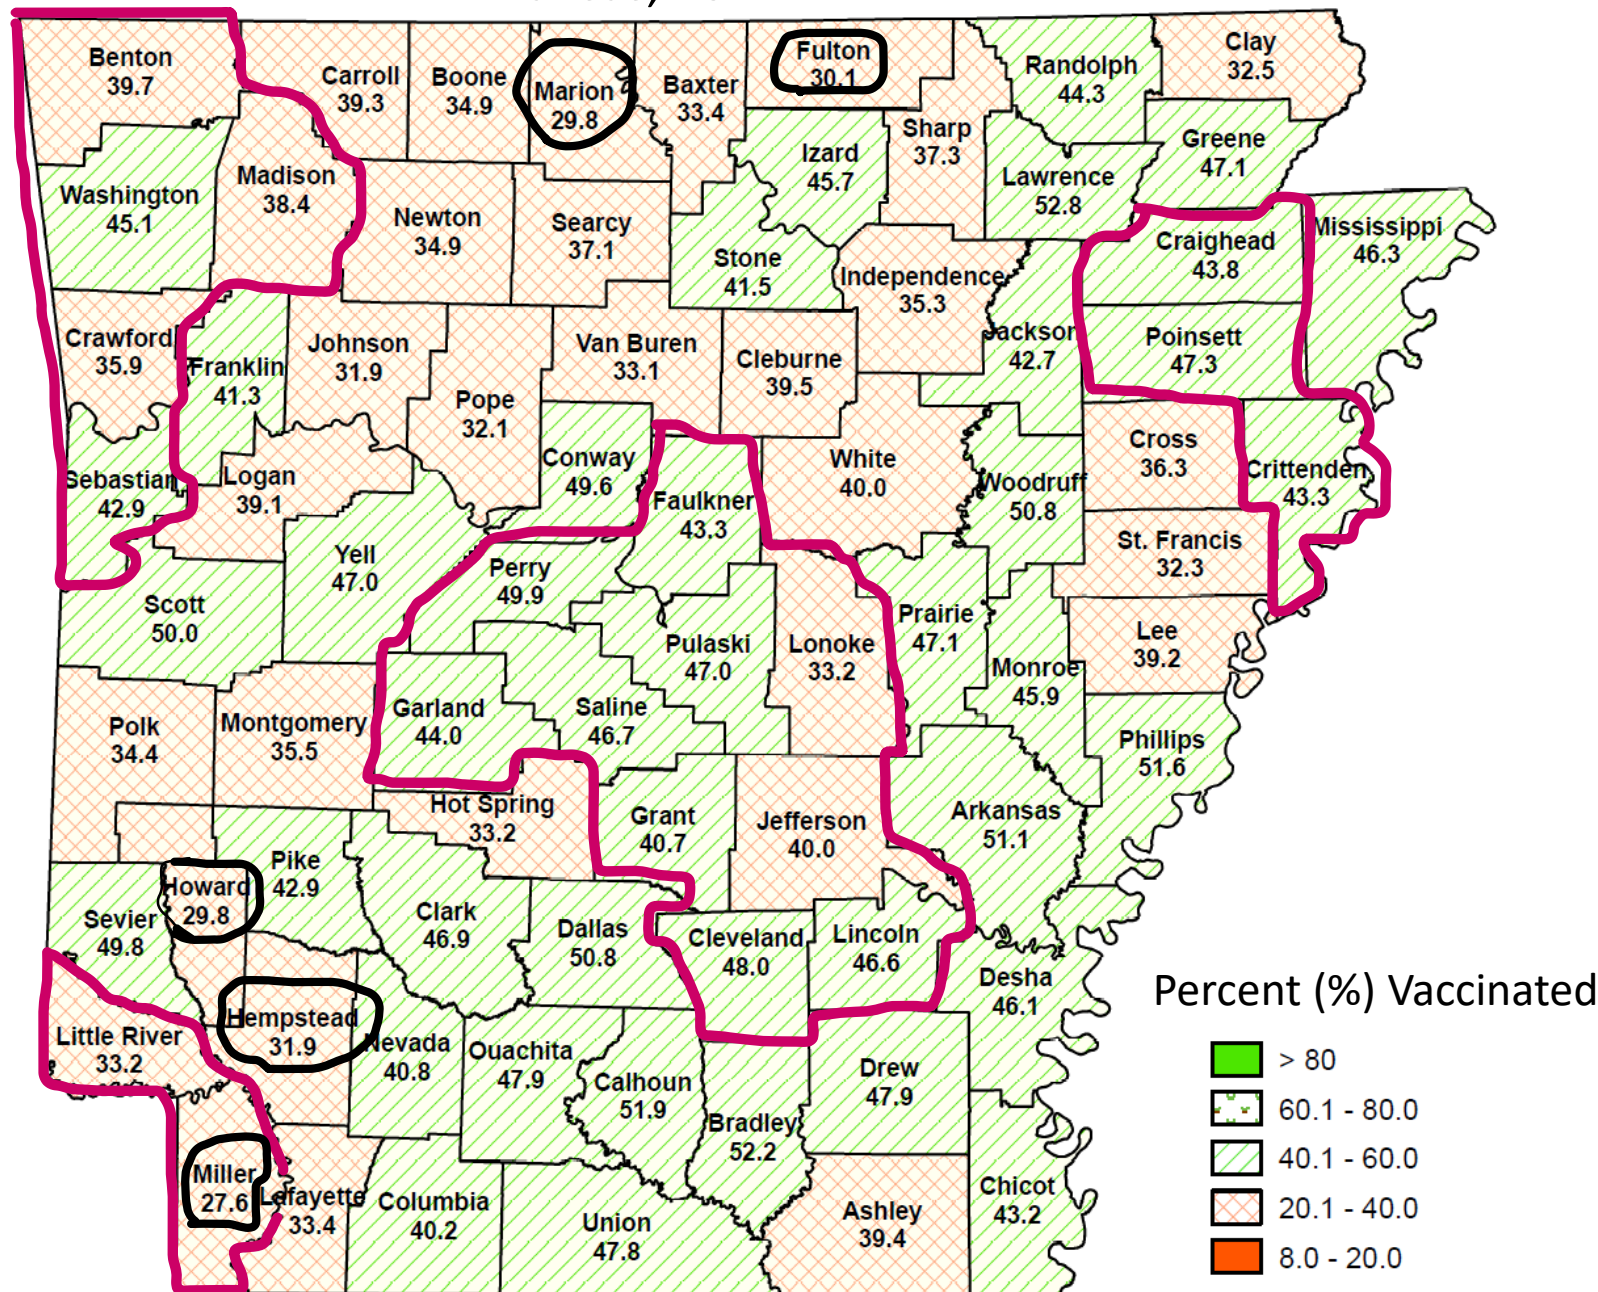 Benton
39.7
Carroll
39.3
Boone
34.9
Marion
29.8
Baxter
33.4
Fulton
30.1
Randolph
44.3
Clay
32.5
Sharp
37.3
Izard
45.7
Greene
47.1
Lawrence
52.8
Washington
45.1
Madison
38.4
Newton
34.9
Searcy
37.1
Stone
41.5
Independence
35.3
Craighead
43.8
Mississippi
46.3
Crawford
35.9
Franklin
41.3
Johnson
31.9
Van Buren
33.1
Cleburne
39.5
Jackson
42.7
Poinsett
47.3
Pope
32.1
Sebastian
42.9
Logan
39.1
Conway
49.6
Faulkner
43.3
White
40.0
Woodruff
50.8
Cross
36.3
Crittenden
43.3
Yell
47.0
Perry
49.9
St. Francis
32.3
Scott
50.0
Pulaski
47.0
Lonoke
33.2
Prairie
47.1
Monroe
45.9
Lee
39.2
Polk
34.4
Montgomery
35.5
Garland
44.0
Saline
46.7
Phillips
51.6
Hot Spring
33.2
Grant
40.7
Jefferson
40.0
Arkansas
51.1
Pike
42.9
Howard
29.8
Sevier
49.8
Clark
46.9
Dallas
50.8
Cleveland
48.0
Lincoln
46.6
Desha
46.1
Little River
33.2
Hempstead
31.9
Nevada
40.8
Ouachita
47.9
Calhoun
51.9
Bradley
52.2
Drew
47.9
Miller
27.6
Lafayette
33.4
Columbia
40.2
Union
47.8
Ashley
39.4
Chicot
43.2
Percent (%) Vaccinated
> 80
60.1 - 80.0
40.1 - 60.0
20.1 - 40.0
8.0 - 20.0